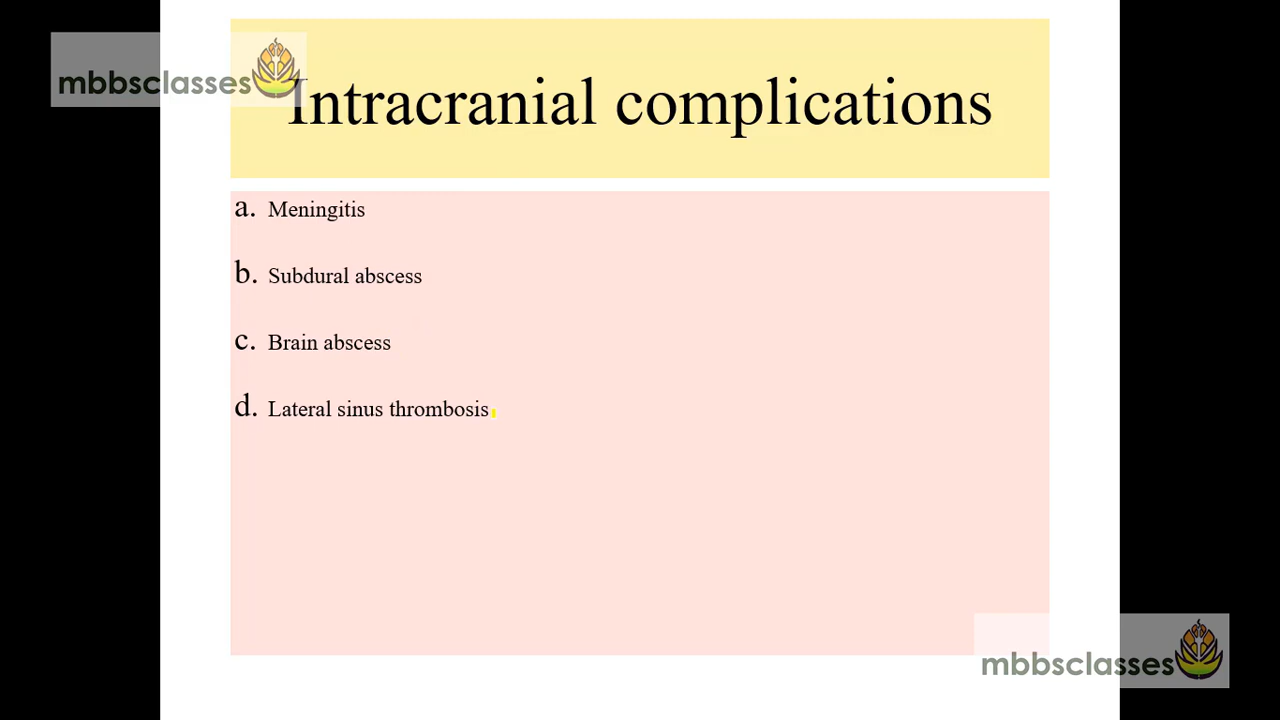 mbbsclasses
Intracranial complications
a. Meningitis
b. Subdural abscess
c. Brain abscess
d. Lateral sinus thrombosis
mbbsclasses